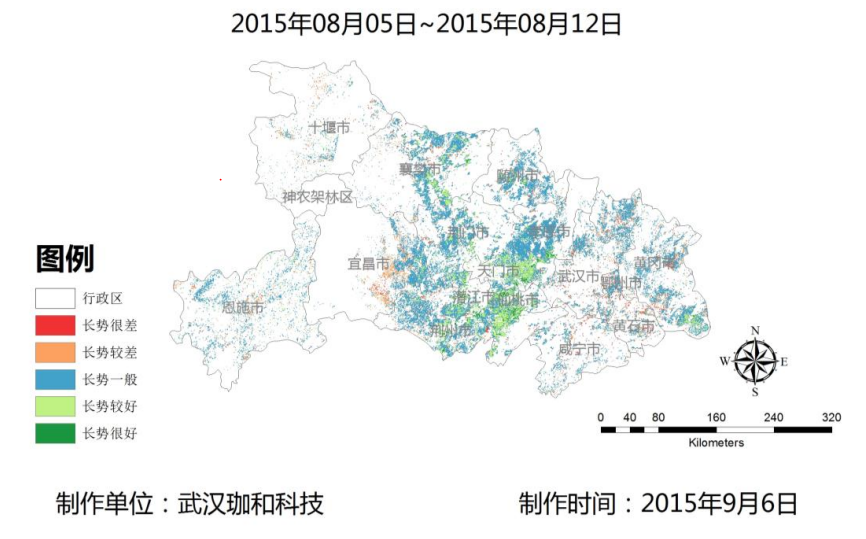 2015年08月05日~2015年08月12日
十堰市
襄樊市
随州市
神农架林区
荆门市
孝感市
宜昌市
天门市
武汉市
黄冈市
鄂州市
恩施市
潜江市
仙桃市
荆州市
黄石市
咸宁市
图例
行政区
长势很差
长势较差
长势一般
长势较好
长势很好
N
W
E
S
0 40 80 160 240 320
Kilometers
制作单位：武汉珈和科技
制作时间：2015年9月6日